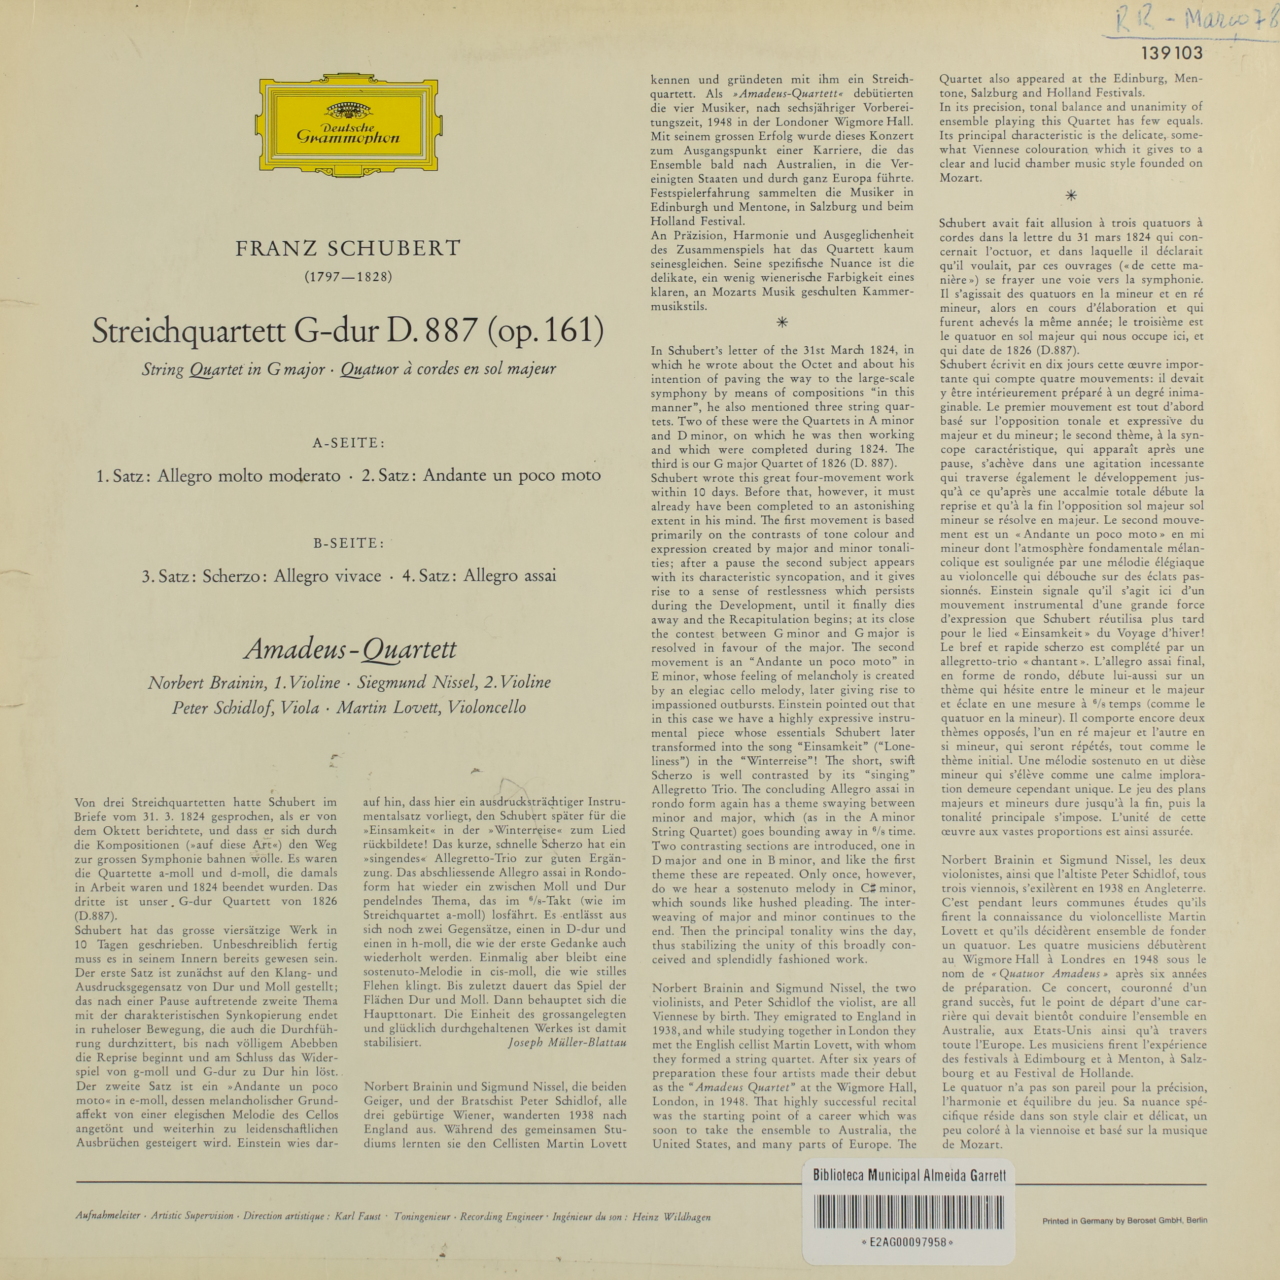 RR - Março 78
139 103
Deutsche
Grammophon
FRANZ SCHUBERT
(1797—1828)
Streichquartett G-dur D. 887 (op. 161)
String Quartet in G major · Quatuor à cordes en sol majeur
A-SEITE:
1. Satz: Allegro molto moderato · 2. Satz: Andante un poco moto
B-SEITE:
3. Satz: Scherzo: Allegro vivace · 4. Satz: Allegro assai
Amadeus-Quartett
Norbert Brainin, 1. Violine · Siegmund Nissel, 2. Violine
Peter Schidlof, Viola · Martin Lovett, Violoncello
Von drei Streichquartetten hatte Schubert im
Briefe vom 31. 3. 1824 gesprochen, als er von
dem Oktett berichtete, und dass er sich durch
die Kompositionen (»auf diese Art«) den Weg
zur grossen Symphonie bahnen wolle. Es waren
die Quartette a-moll und d-moll, die damals
in Arbeit waren und 1824 beendet wurden. Das
dritte ist unser G-dur Quartett von 1826
(D.887).
Schubert hat das grosse viersätzige Werk in
10 Tagen geschrieben. Unbeschreiblich fertig
muss es in seinem Innern bereits gewesen sein.
Der erste Satz ist zunächst auf den Klang- und
Ausdrucksgegensatz von Dur und Moll gestellt;
das nach einer Pause auftretende zweite Thema
mit der charakteristischen Synkopierung endet
in ruheloser Bewegung, die auch die Durchfüh-
rung durchzittert, bis nach völligem Abebben
die Reprise beginnt und am Schluss das Wider-
spiel von g-moll und G-dur zu Dur hin löst.
Der zweite Satz ist ein »Andante un poco
moto« in e-moll, dessen melancholischer Grund-
affekt von einer elegischen Melodie des Cellos
angetönt und weiterhin zu leidenschaftlichen
Ausbrüchen gesteigert wird. Einstein wies dar-
auf hin, dass hier ein ausdrucksträchtiger Instru-
mentalsatz vorliegt, den Schubert später für die
»Einsamkeit« in der »Winterreise« zum Lied
rückbildete! Das kurze, schnelle Scherzo hat ein
»singendes« Allegretto-Trio zur guten Ergän-
zung. Das abschliessende Allegro assai in Rondo-
form hat wieder ein zwischen Moll und Dur
pendelndes Thema, das im 6/8-Takt (wie im
Streichquartet a-moll) losfährt. Es entlässt aus
sich noch zwei Gegensätze, einen in D-dur und
einen in h-moll, die wie der erste Gedanke auch
wiederholt werden. Einmalig aber bleibt eine
sostenuto-Melodie in cis-moll, die wie stilles
Flehen klingt. Bis zuletzt dauert das Spiel der
Flächen Dur und Moll. Dann behauptet sich die
Haupttonart. Die Einheit des grossangelegten
und glücklich durchgehaltenen Werkes ist damit
stabilisiert. Joseph Müller-Blattau
Norbert Brainin und Sigmund Nissel, die beiden
Geiger, und der Bratschist Peter Schidlof, alle
drei gebürtige Wiener, wanderten 1938 nach
England aus. Während des gemeinsamen Stu-
diums lernten sie den Cellisten Martin Lovett
kennen und gründeten mit ihm ein Streich-
quartett. Als »Amadeus-Quartett« debütierten
die vier Musiker, nach sechsjähriger Vorberei-
tungszeit, 1948 in der Londoner Wigmore Hall.
Mit seinem grossen Erfolg wurde dieses Konzert
zum Ausgangspunkt einer Karriere, die das
Ensemble bald nach Australien, in die Ver-
einigten Staaten und durch ganz Europa führte.
Festspielerfahrung sammelten die Musiker in
Edinburgh und Mentone, in Salzburg und beim
Holland Festival.
An Präzision, Harmonie und Ausgeglichenheit
des Zusammenspiels hat das Quartett kaum
seinesgleichen. Seine spezifische Nuance ist die
delikate, ein wenig wienerische Farbigkeit eines
klaren, an Mozarts Musik geschulten Kammer-
musikstils.
*
In Schubert's letter of the 31st March 1824, in
which he wrote about the Octet and about his
intention of paving the way to the large-scale
symphony by means of compositions "in this
manner", he also mentioned three string quar-
tets. Two of these were the Quartets in A minor
and D minor, on which he was then working
and which were completed during 1824. The
third is our G major Quartet of 1826 (D. 887).
Schubert wrote this great four-movement work
within 10 days. Before that, however, it must
already have been completed to an astonishing
extent in his mind. The first movement is based
primarily on the contrasts of tone colour and
expression created by major and minor tonali-
ties; after a pause the second subject appears
with its characteristic syncopation, and it gives
rise to a sense of restlessness which persists
during the Development, until it finally dies
away and the Recapitulation begins; at its close
the contest between G minor and G major is
resolved in favour of the major. The second
movement is an "Andante un poco moto" in
E minor, whose feeling of melancholy is created
by an elegiac cello melody, later giving rise to
impassioned outbursts. Einstein pointed out that
in this case we have a highly expressive instru-
mental piece whose essentials Schubert later
transformed into the song "Einsamkeit" ("Lone-
liness") in the "Winterreise"! The short, swift
Scherzo is well contrasted by its "singing"
Allegretto Trio. The concluding Allegro assai in
rondo form again has a theme swaying between
minor and major, which (as in the A minor
String Quartet) goes bounding away in 6/8 time.
Two contrasting sections are introduced, one in
D major and one in B minor, and like the first
theme these are repeated. Only once, however,
do we hear a sostenuto melody in C♯ minor,
which sounds like hushed pleading. The inter-
weaving of major and minor continues to the
end. Then the principal tonality wins the day,
thus stabilizing the unity of this broadly con-
ceived and splendidly fashioned work.
Norbert Brainin and Sigmund Nissel, the two
violinists, and Peter Schidlof the violist, are all
Viennese by birth. They emigrated to England in
1938, and while studying together in London they
met the English cellist Martin Lovett, with whom
they formed a string quartet. After six years of
preparation these four artists made their debut
as the "Amadeus Quartet" at the Wigmore Hall,
London, in 1948. That highly successful recital
was the starting point of a career which was
soon to take the ensemble to Australia, the
United States, and many parts of Europe. The
Quartet also appeared at the Edinburg, Men-
tone, Salzburg and Holland Festivals.
In its precision, tonal balance and unanimity of
ensemble playing this Quartet has few equals.
Its principal characteristic is the delicate, some-
what Viennese colouration which it gives to a
clear and lucid chamber music style founded on
Mozart.
*
Schubert avait fait allusion à trois quatuors à
cordes dans la lettre du 31 mars 1824 qui con-
cernait l'octuor, et dans laquelle il déclarait
qu'il voulait, par ces ouvrages (« de cette ma-
nière ») se frayer une voie vers la symphonie.
Il s'agissait des quatuors en la mineur et en ré
mineur, alors en cours d'élaboration et qui
furent achevés la même année; le troisième est
le quatuor en sol majeur qui nous occupe ici, et
qui date de 1826 (D.887).
Schubert écrivit en dix jours cette œuvre impor-
tante qui compte quatre mouvements: il devait
y être intérieurement préparé à un degré inima-
ginable. Le premier mouvement est tout d'abord
basé sur l'opposition tonale et expressive du
majeur et du mineur; le second thème, à la syn-
cope caractéristique, qui apparaît après une
pause, s'achève dans une agitation incessante
qui traverse également le développement jus-
qu'à ce qu'après une accalmie totale débute la
reprise et qu'à la fin l'opposition sol majeur sol
mineur se résolve en majeur. Le second mouve-
ment est un « Andante un poco moto » en mi
mineur dont l'atmosphère fondamentale mélan-
colique est soulignée par une mélodie élégiaque
au violoncelle qui débouche sur des éclats pas-
sionnés. Einstein signale qu'il s'agit ici d'un
mouvement instrumental d'une grande force
d'expression que Schubert réutilisa plus tard
pour le lied « Einsamkeit » du Voyage d'hiver!
Le bref et rapide scherzo est complété par un
allegretto-trio « chantant ». L'allegro assai final,
en forme de rondo, débute lui-aussi sur un
thème qui hésite entre le mineur et le majeur
et éclate en une mesure à 6/8 temps (comme le
quatuor en la mineur). Il comporte encore deux
thèmes opposés, l'un en ré majeur et l'autre en
si mineur, qui seront répétés, tout comme le
thème initial. Une mélodie sostenuto en ut dièse
mineur qui s'élève comme une calme implora-
tion demeure cependant unique. Le jeu des plans
majeurs et mineurs dure jusqu'à la fin, puis la
tonalité principale s'impose. L'unité de cette
œuvre aux vastes proportions est ainsi assurée.
Norbert Brainin et Sigmund Nissel, les deux
violonistes, ainsi que l'altiste Peter Schidlof, tous
trois viennois, s'exilèrent en 1938 en Angleterre.
C'est pendant leurs communes études qu'ils
firent la connaissance du violoncelliste Martin
Lovett et qu'ils décidèrent ensemble de fonder
un quatuor. Les quatre musiciens débutèrent
au Wigmore Hall à Londres en 1948 sous le
nom de « Quatuor Amadeus » après six années
de préparation. Ce concert, couronné d'un
grand succès, fut le point de départ d'une car-
rière qui devait bientôt conduire l'ensemble en
Australie, aux Etats-Unis ainsi qu'à travers
toute l'Europe. Les musiciens firent l'expérience
des festivals à Edimbourg et à Menton, à Salz-
bourg et au Festival de Hollande.
Le quatuor n'a pas son pareil pour la précision,
l'harmonie et équilibre du jeu. Sa nuance spé-
cifique réside dans son style clair et délicat, un
peu coloré à la viennoise et basé sur la musique
de Mozart.
Aufnahmeleiter · Artistic Supervision · Direction artistique : Karl Faust · Toningenieur · Recording Engineer · Ingénieur du son : Heinz Wildhagen
Biblioteca Municipal Almeida Garrett
* E2AG00097958 *
Printed in Germany by Beroset GmbH, Berlin